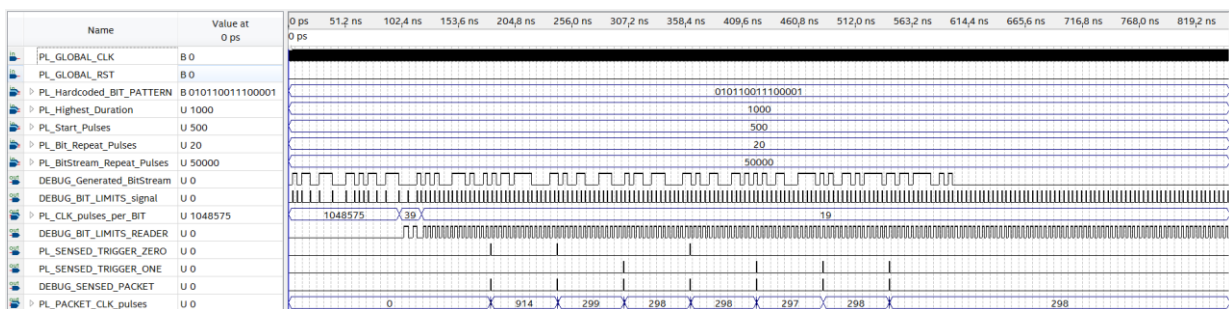 Name Value at 0 ps 0 ps 51,2 ns 102,4 ns 153,6 ns 204,8 ns 256,0 ns 307,2 ns 358,4 ns 409,6 ns 460,8 ns 512,0 ns 563,2 ns 614,4 ns 665,6 ns 716,8 ns 768,0 ns 819,2 ns
0 ps
PL_GLOBAL_CLK B 0
PL_GLOBAL_RST B 0
PL_Hardcoded_BIT_PATTERN B 010110011100001 010110011100001
PL_Highest_Duration U 1000 1000
PL_Start_Pulses U 500 500
PL_Bit_Repeat_Pulses U 20 20
PL_BitStream_Repeat_Pulses U 50000 50000
DEBUG_Generated_BitStream U 0
DEBUG_BIT_LIMITS_signal U 0
PL_CLK_pulses_per_BIT U 1048575 1048575 39 19
DEBUG_BIT_LIMITS_READER U 0
PL_SENSED_TRIGGER_ZERO U 0
PL_SENSED_TRIGGER_ONE U 0
DEBUG_SENSED_PACKET U 0
PL_PACKET_CLK_pulses U 0 0 914 299 298 298 297 298 298